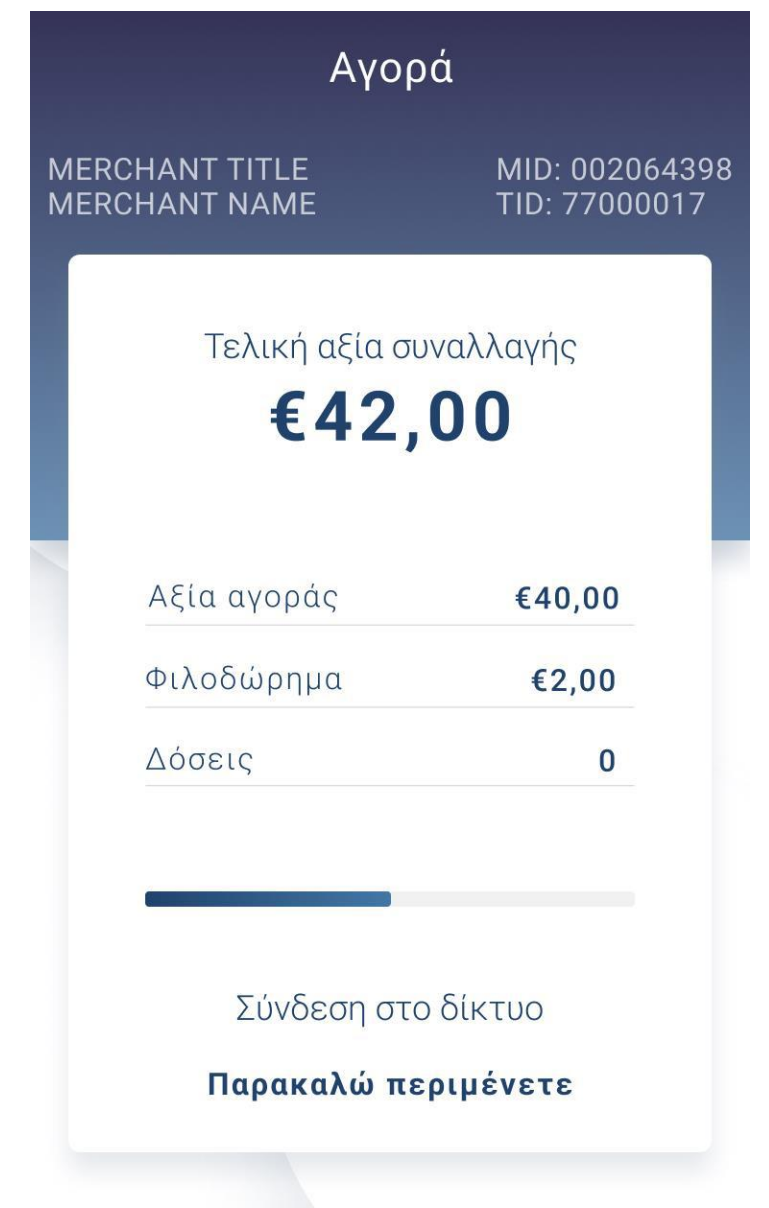 Αγορά
MERCHANT TITLE MID: 002064398
MERCHANT NAME TID: 77000017
Τελική αξία συναλλαγής
€42,00
Αξία αγοράς €40,00
Φιλοδώρημα €2,00
Δόσεις 0
Σύνδεση στο δίκτυο
Παρακαλώ περιμένετε